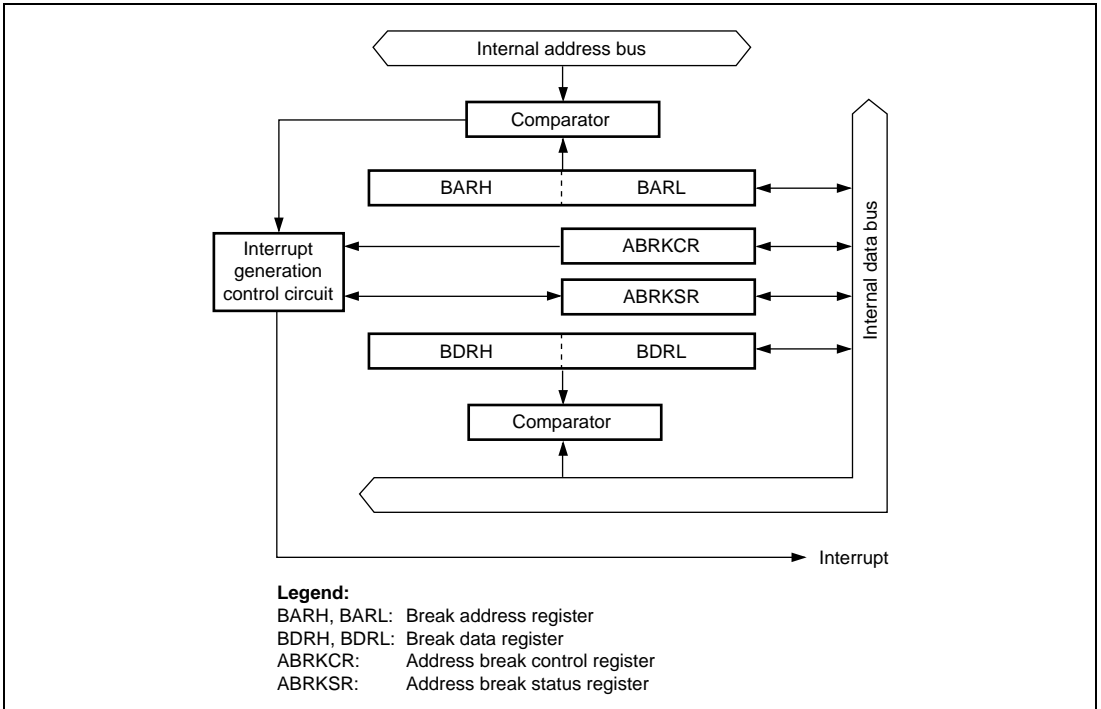 Internal address bus
Comparator
BARH BARL
Interrupt
generation
control circuit
ABRKCR
ABRKSR
Internal data bus
BDRH BDRL
Comparator
Interrupt
Legend:
BARH, BARL: Break address register
BDRH, BDRL: Break data register
ABRKCR: Address break control register
ABRKSR: Address break status register